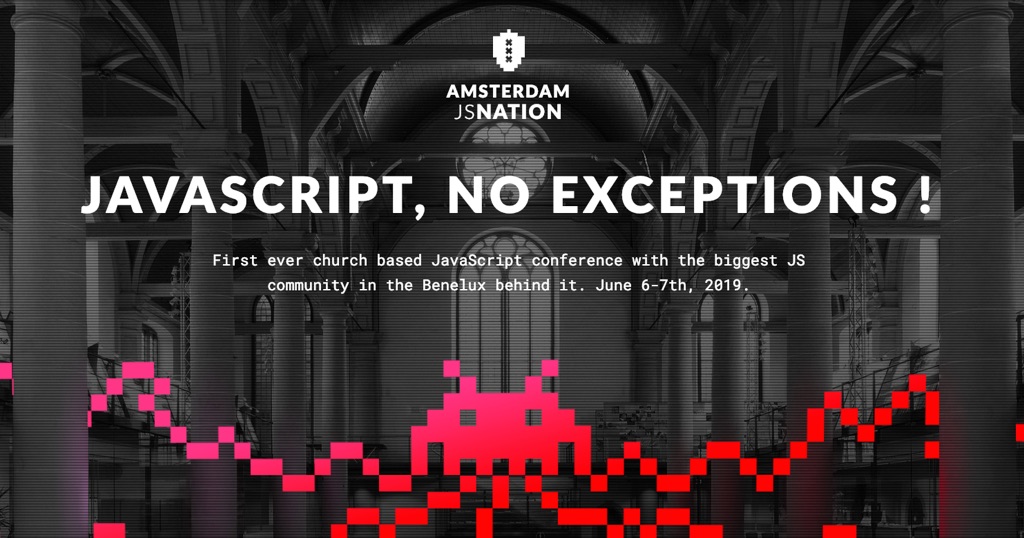 AMSTERDAM
JSNATION
JAVASCRIPT, NO EXCEPTIONS !
First ever church based JavaScript conference with the biggest JS
community in the Benelux behind it. June 6-7th, 2019.